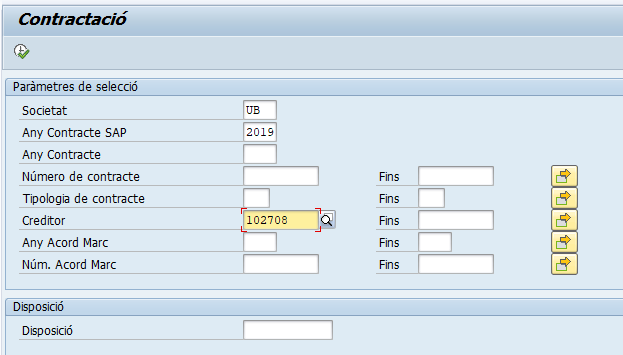 Contractació
Paràmetres de selecció
Societat UB
Any Contracte SAP 2019
Any Contracte
Número de contracte Fins
Tipologia de contracte Fins
Creditor 102708 Fins
Any Acord Marc Fins
Núm. Acord Marc Fins
Disposició
Disposició